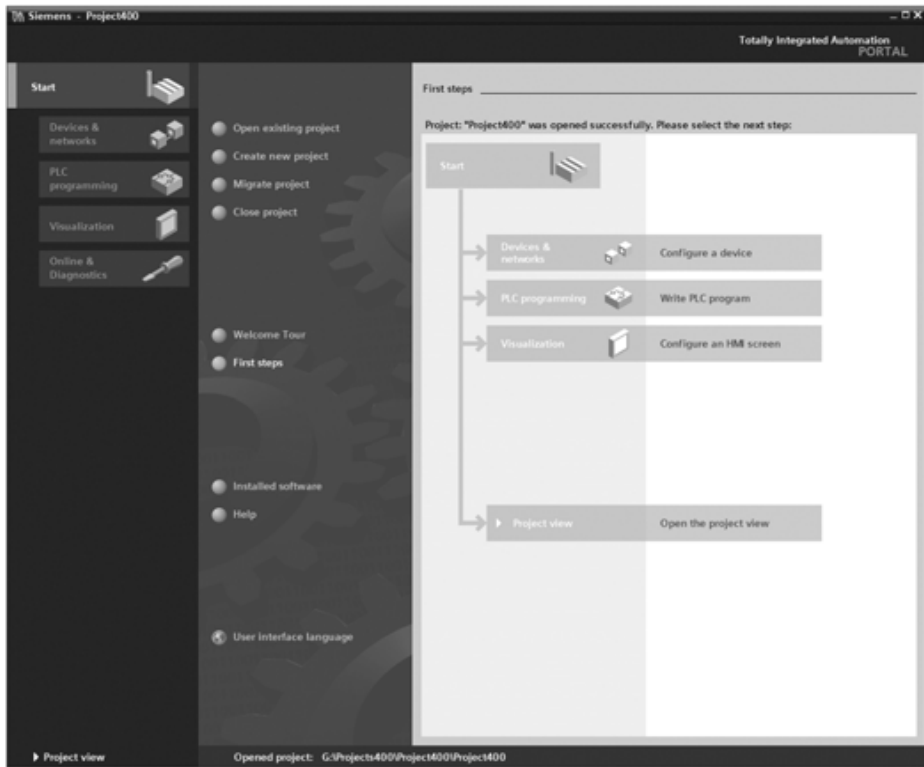 Siemens - Project400
Totally Integrated Automation
PORTAL
Start
Devices &
networks
PLC
programming
Visualization
Online &
Diagnostics
Open existing project
Create new project
Migrate project
Close project
Welcome Tour
First steps
Installed software
Help
User interface language
First steps
Project: "Project400" was opened successfully. Please select the next step:
Start
Devices &
networks
Configure a device
PLC programming
Write PLC program
Visualization
Configure an HMI screen
Project view
Open the project view
Project view
Opened project: G:\Projects400\Project400\Project400